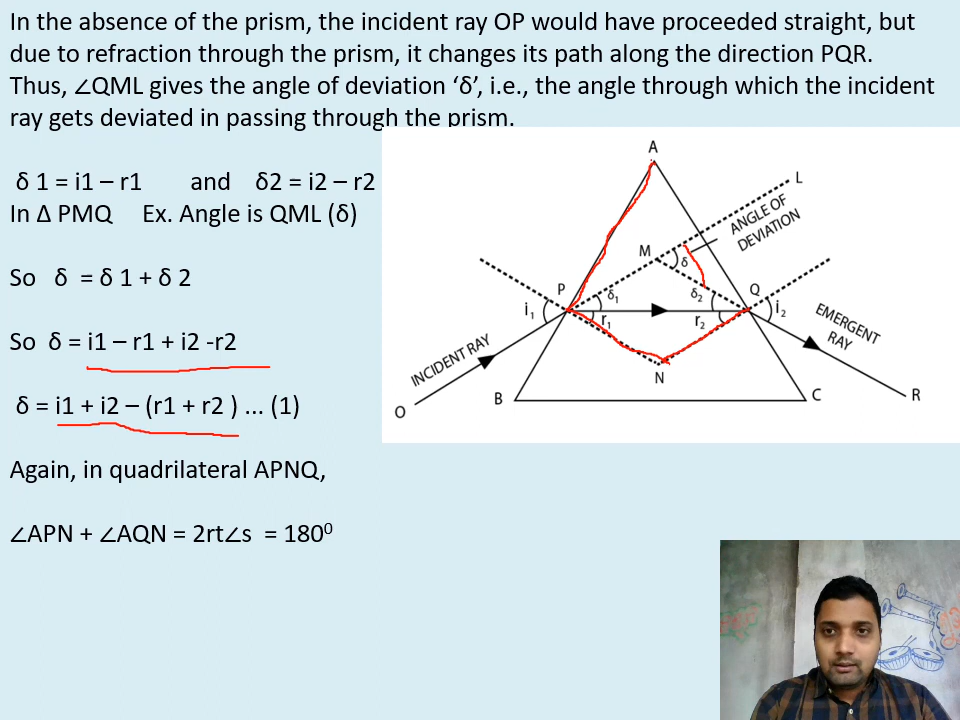 In the absence of the prism, the incident ray OP would have proceeded straight, but
due to refraction through the prism, it changes its path along the direction PQR.
Thus, ∠QML gives the angle of deviation ‘δ’, i.e., the angle through which the incident
ray gets deviated in passing through the prism.
δ 1 = i1 – r1 and δ2 = i2 – r2
In Δ PMQ Ex. Angle is QML (δ)
So δ = δ 1 + δ 2
So δ = i1 – r1 + i2 -r2
δ = i1 + i2 – (r1 + r2 ) ... (1)
Again, in quadrilateral APNQ,
∠APN + ∠AQN = 2rt∠s = 180⁰
A
L
ANGLE OF
DEVIATION
M
δ
P
δ₁
δ₂
Q
i₁
r₁
r₂
i₂
EMERGENT
RAY
INCIDENT RAY
N
B
C
R
O